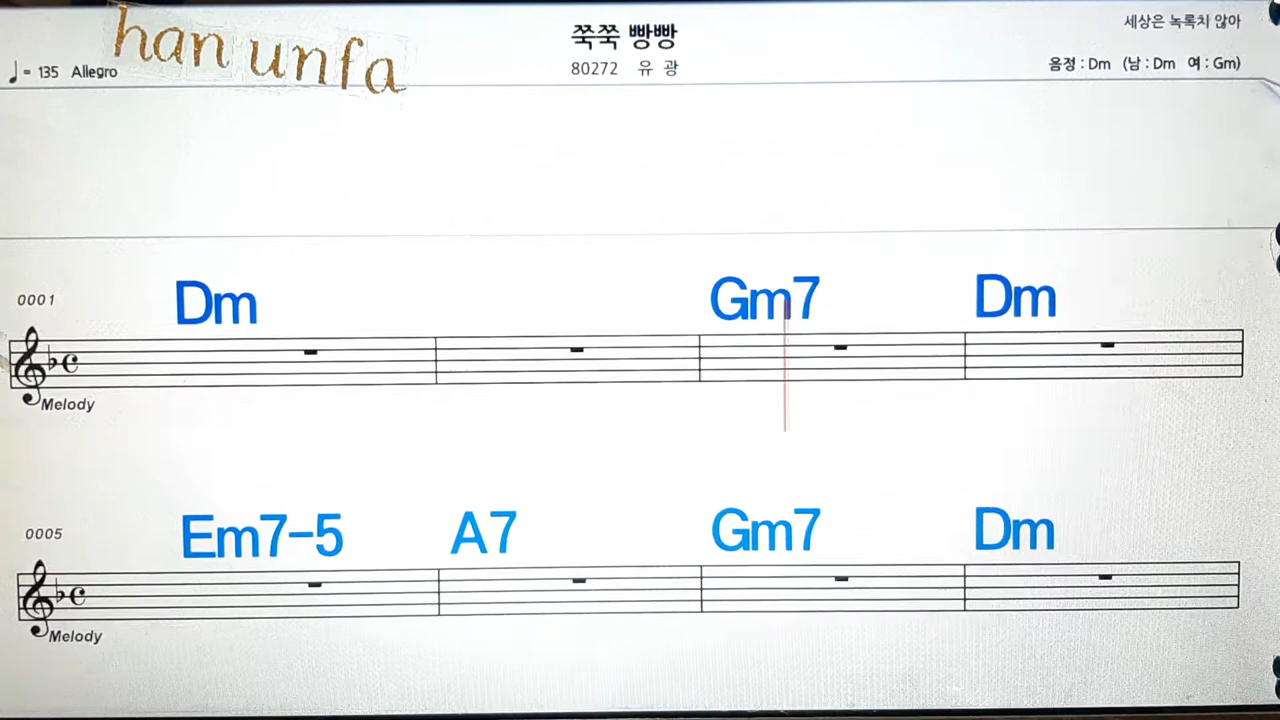 han unfa
쭉쭉 빵빵
세상은 녹록치 않아
♩= 135 Allegro
80272 유 광
음정 : Dm (남 : Dm 여 : Gm)
0001
Dm Gm7 Dm
Melody
0005
Em7-5 A7 Gm7 Dm
Melody